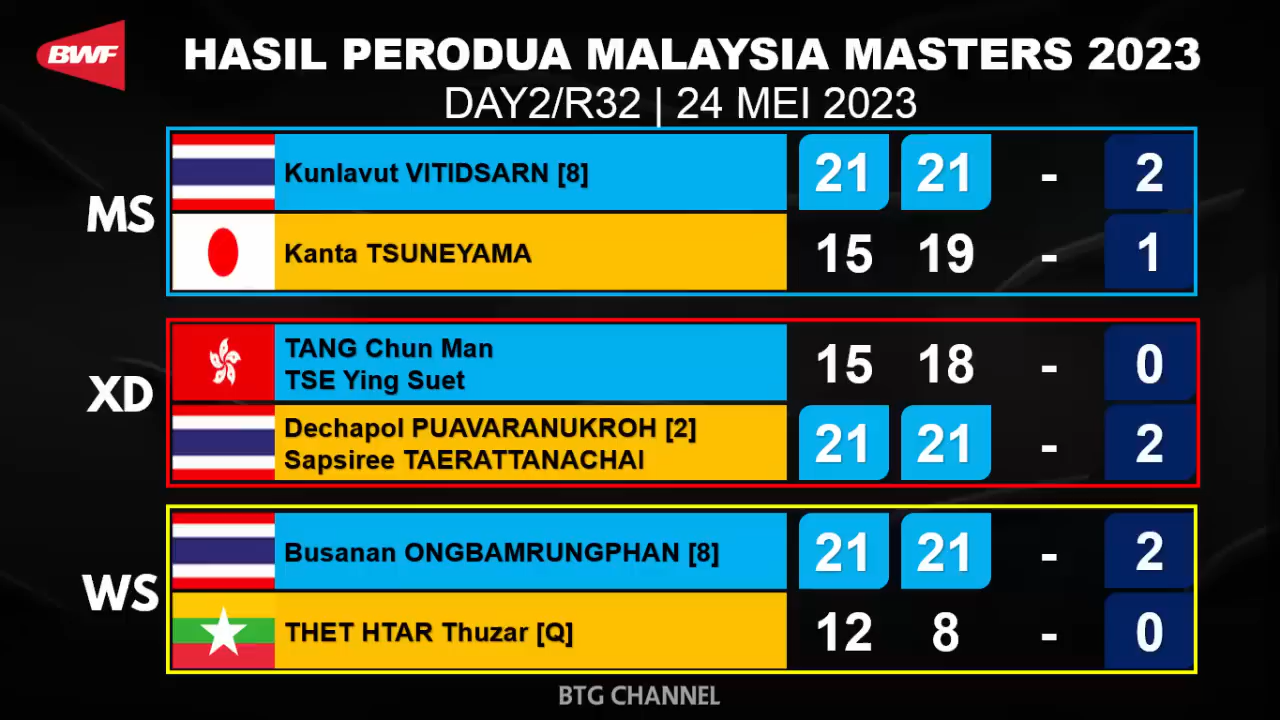 BWF
HASIL PERODUA MALAYSIA MASTERS 2023
DAY2/R32 | 24 MEI 2023
MS
Kunlavut VITIDSARN [8] 21 21 - 2
Kanta TSUNEYAMA 15 19 - 1
XD
TANG Chun Man
TSE Ying Suet
15 18 - 0
Dechapol PUAVARANUKROH [2]
Sapsiree TAERATTANACHAI
21 21 - 2
WS
Busanan ONGBAMRUNGPHAN [8] 21 21 - 2
THET HTAR Thuzar [Q] 12 8 - 0
BTG CHANNEL